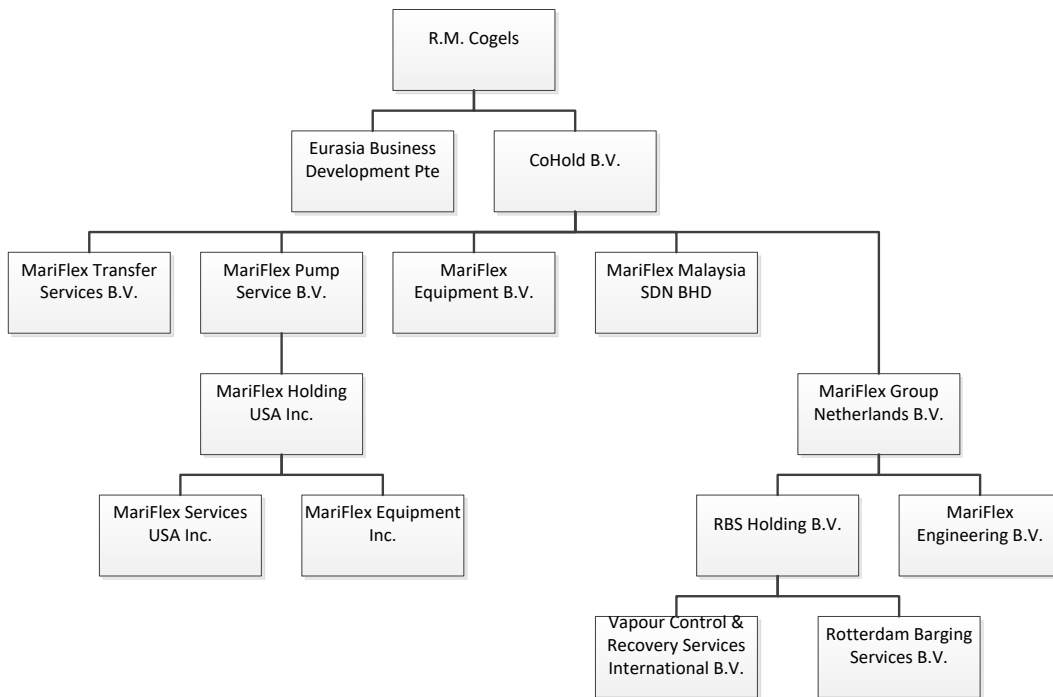 R.M. Cogels
Eurasia Business
Development Pte
CoHold B.V.
MariFlex Transfer
Services B.V.
MariFlex Pump
Service B.V.
MariFlex
Equipment B.V.
MariFlex Malaysia
SDN BHD
MariFlex Holding
USA Inc.
MariFlex Group
Netherlands B.V.
MariFlex Services
USA Inc.
MariFlex Equipment
Inc.
RBS Holding B.V.
MariFlex
Engineering B.V.
Vapour Control &
Recovery Services
International B.V.
Rotterdam Barging
Services B.V.